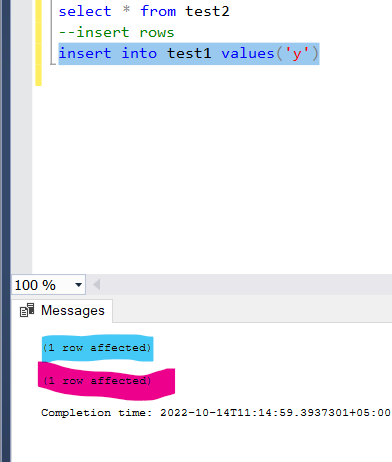 select * from test2
--insert rows
insert into test1 values('y')
100 %
Messages
(1 row affected)
(1 row affected)
Completion time: 2022-10-14T11:14:59.3937301+05:00